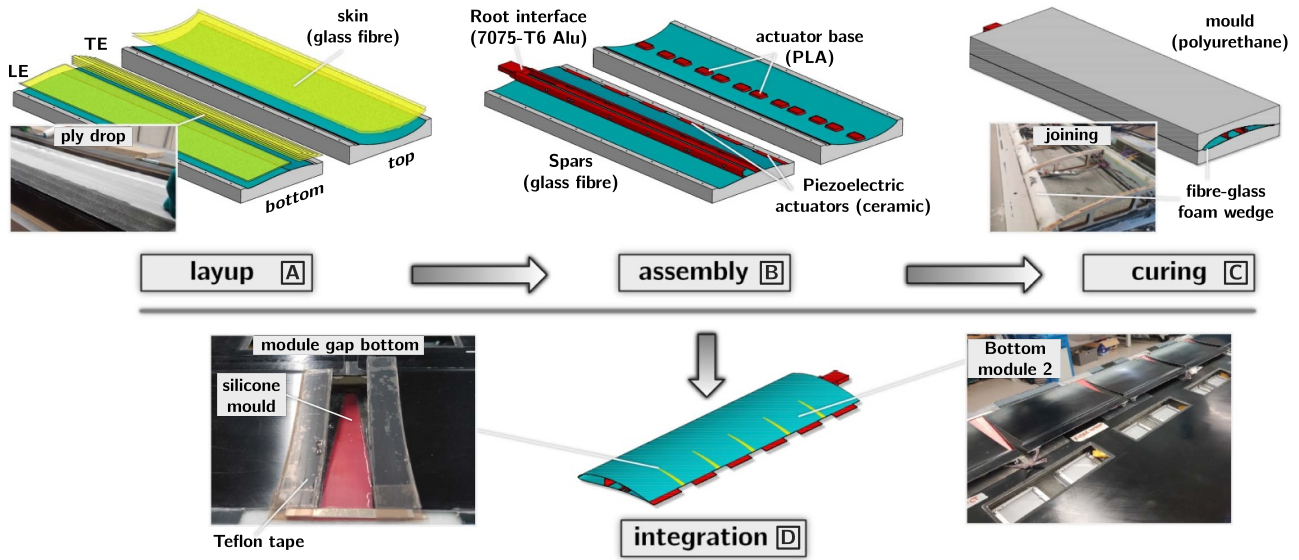 skin
(glass fibre)
TE
LE
ply drop
bottom
top
Root interface
(7075-T6 Alu)
actuator base
(PLA)
Spars
(glass fibre)
Piezoelectric
actuators (ceramic)
mould
(polyurethane)
joining
fibre-glass
foam wedge
layup A
assembly B
curing C
module gap bottom
silicone
mould
Teflon tape
Bottom
module 2
integration D